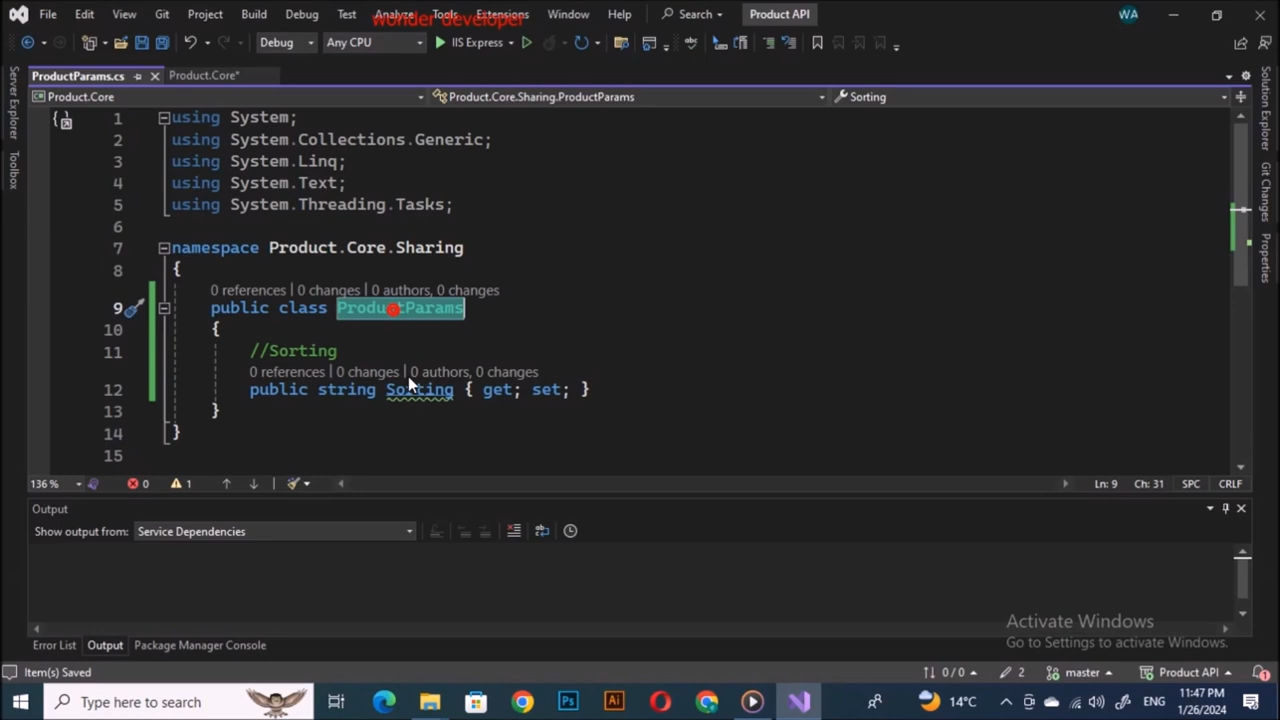 File Edit View Git Project Build Debug Test Analyze Tools Extensions Window Help Search Product API WA
wonder developer
Debug Any CPU IIS Express
ProductParams.cs Product.Core*
Product.Core Product.Core.Sharing.ProductParams Sorting
1 using System;
2 using System.Collections.Generic;
3 using System.Linq;
4 using System.Text;
5 using System.Threading.Tasks;
6
7 namespace Product.Core.Sharing
8 {
0 references | 0 changes | 0 authors, 0 changes
9 public class ProductParams
10 {
11 //Sorting
0 references | 0 changes | 0 authors, 0 changes
12 public string Sorting { get; set; }
13 }
14 }
15
136 % 0 1 Ln: 9 Ch: 31 SPC CRLF
Output
Show output from: Service Dependencies
Error List Output Package Manager Console
Activate Windows
Go to Settings to activate Windows.
Item(s) Saved 0 / 0 2 master Product API 1
Type here to search 14°C ENG 11:47 PM
1/26/2024
Server Explorer
Toolbox
Solution Explorer
Git Changes
Properties